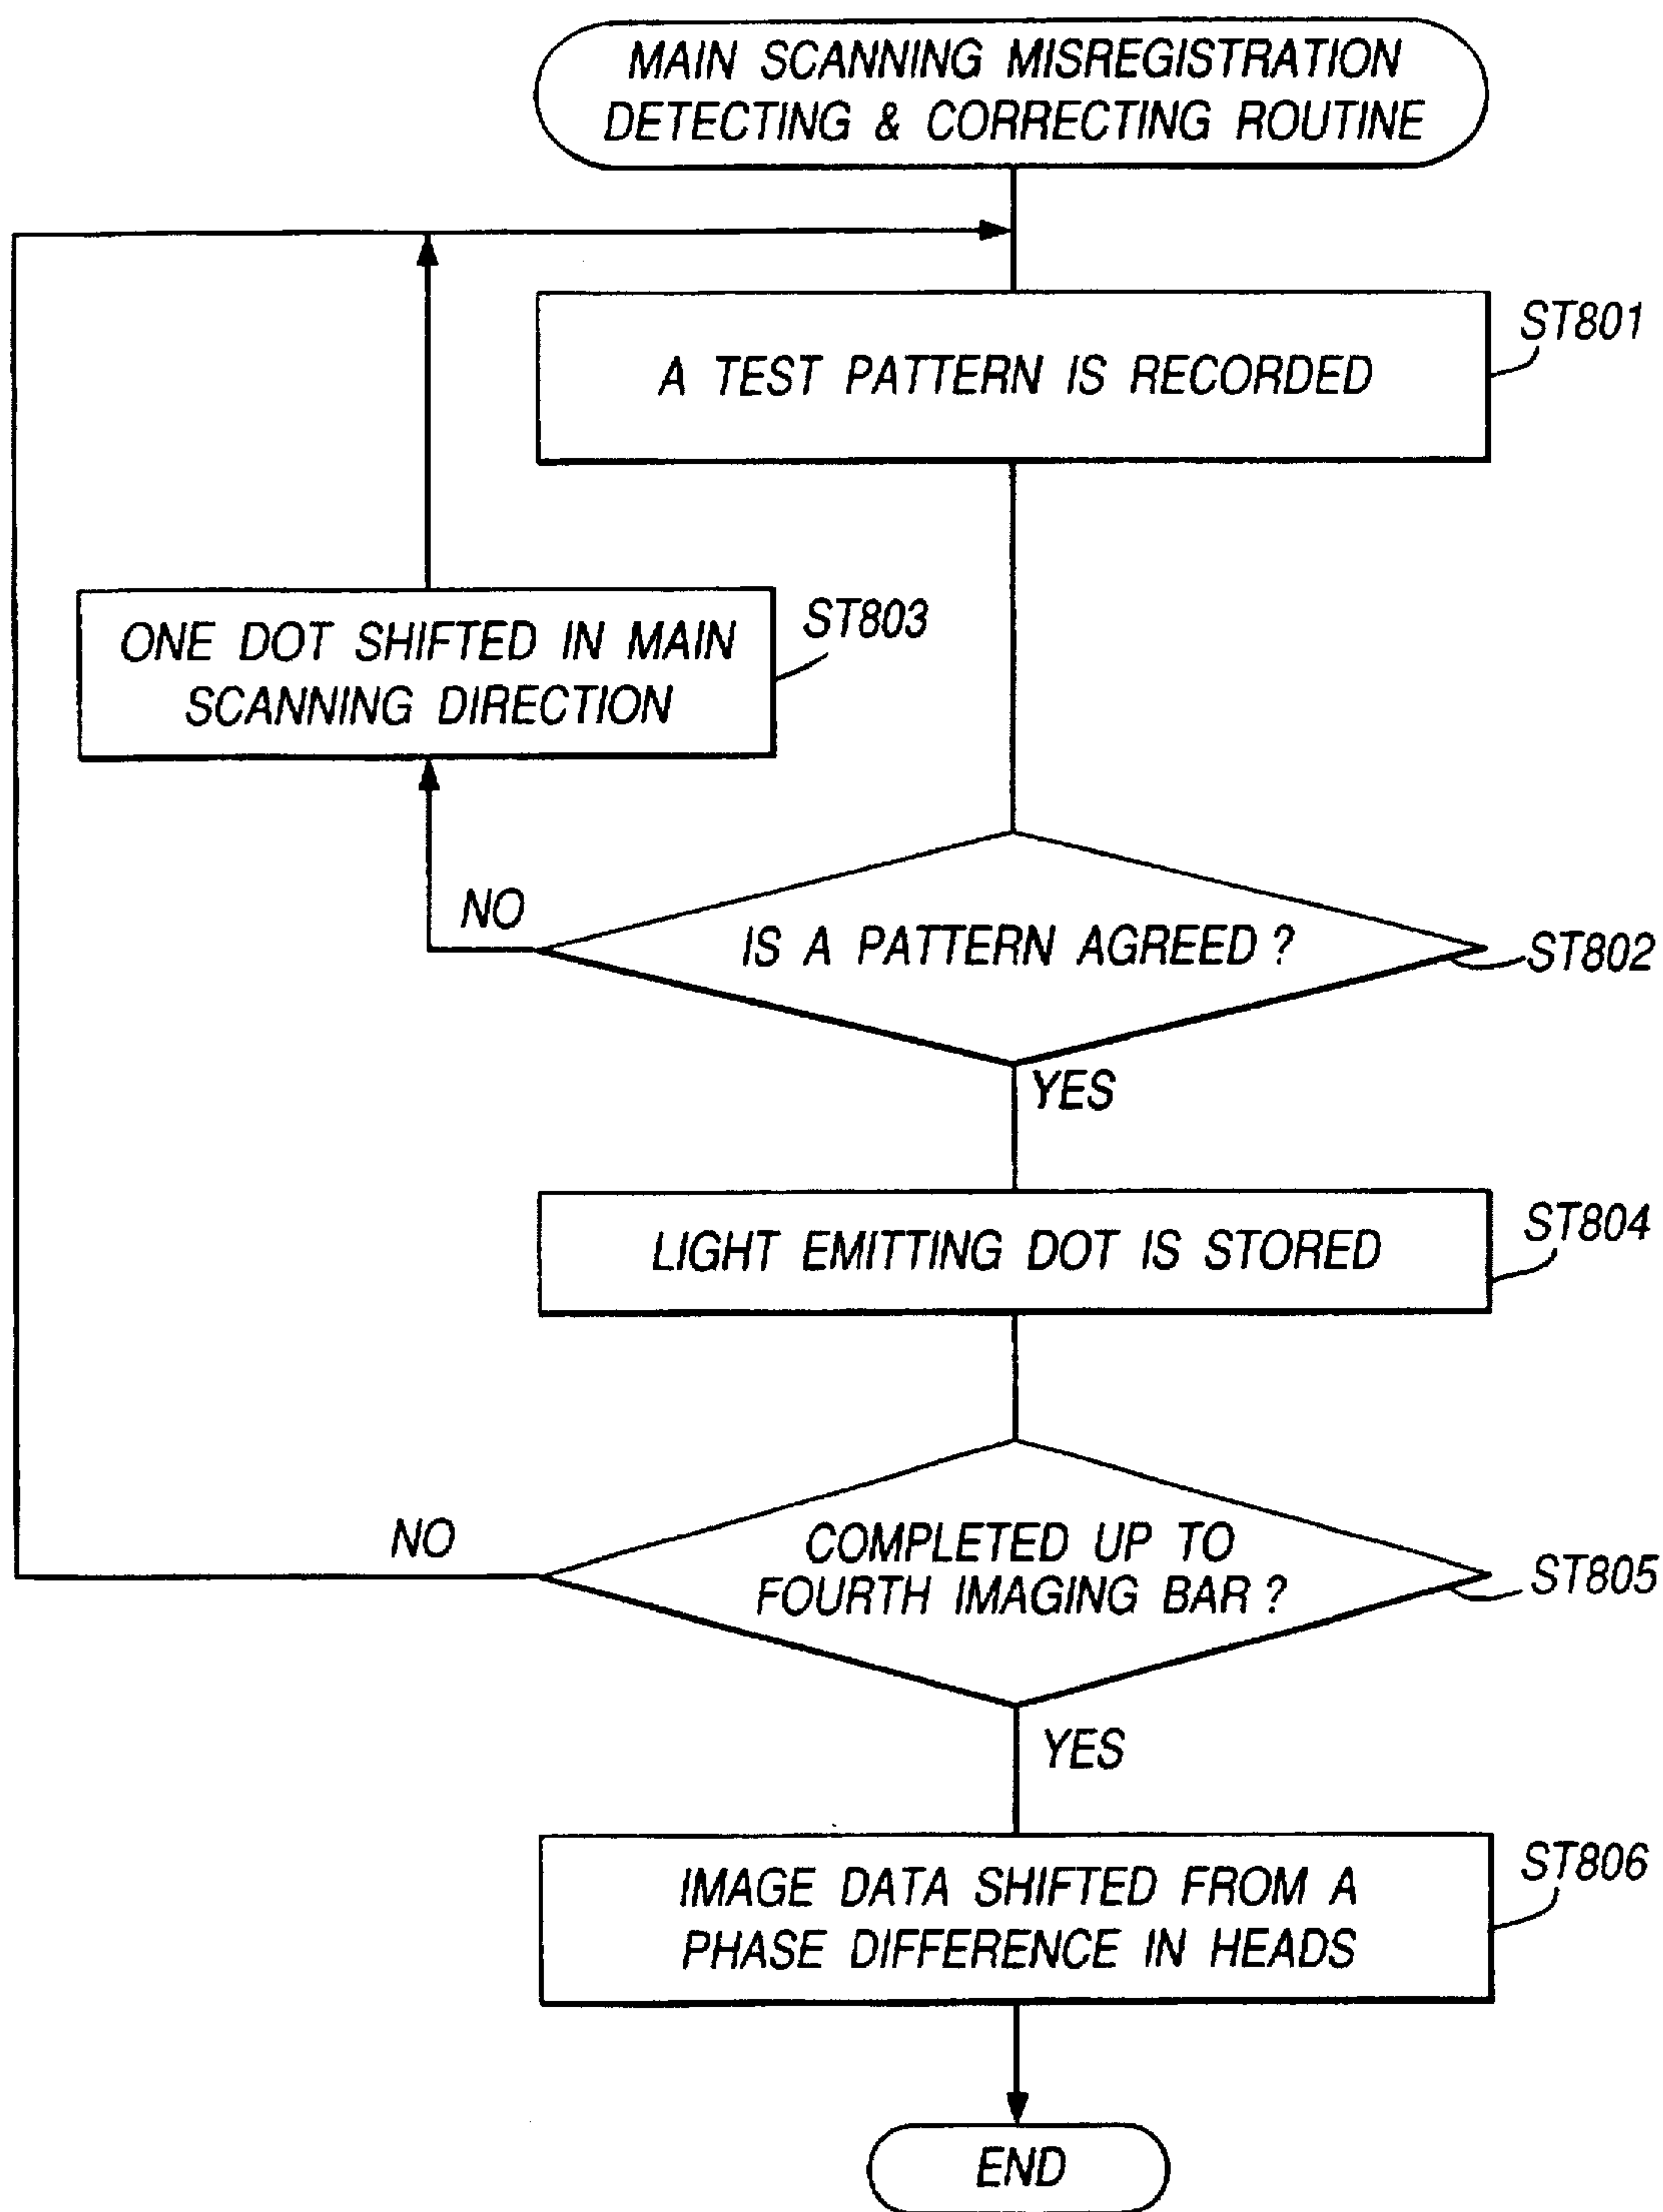 MAIN SCANNING MISREGISTRATION
DETECTING & CORRECTING ROUTINE
A TEST PATTERN IS RECORDED
ST801
ONE DOT SHIFTED IN MAIN
SCANNING DIRECTION
ST803
NO
IS A PATTERN AGREED ?
ST802
YES
LIGHT EMITTING DOT IS STORED
ST804
NO
COMPLETED UP TO
FOURTH IMAGING BAR ?
ST805
YES
IMAGE DATA SHIFTED FROM A
PHASE DIFFERENCE IN HEADS
ST806
END